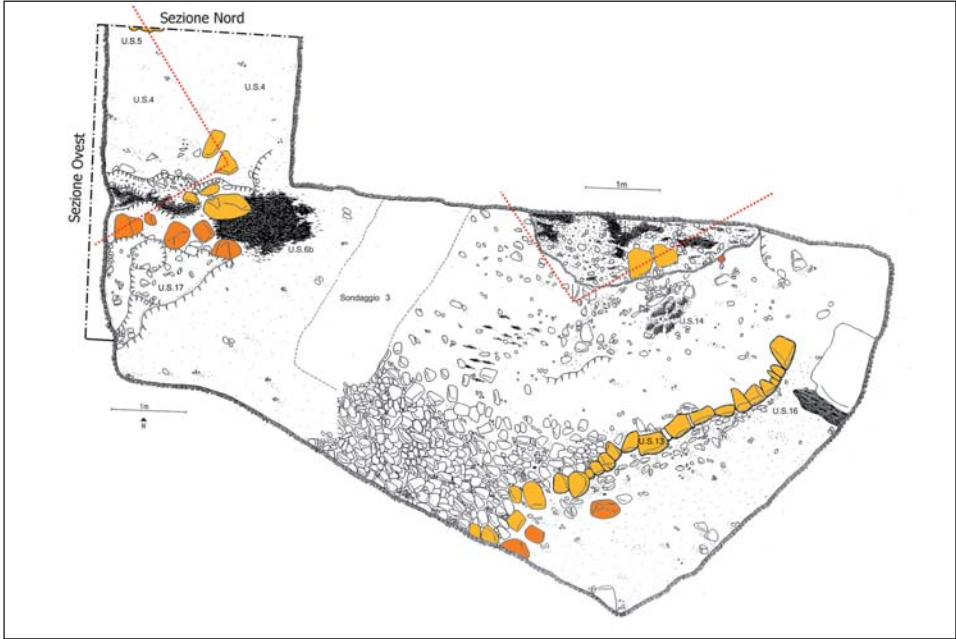 Sezione Nord
U.S.5
U.S.4
U.S.4
Sezione Ovest
1m
U.S.6b
U.S.17
Sondaggio 3
U.S.14
U.S.16
1m
N
U.S.13